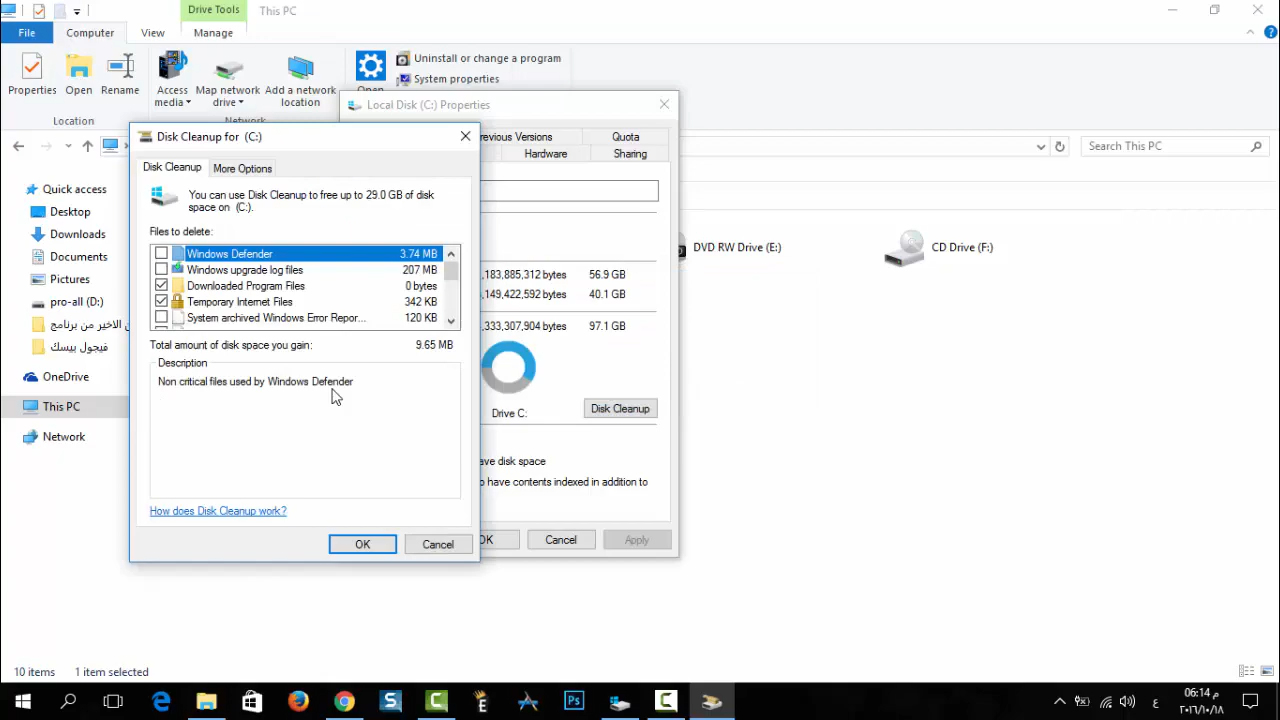 Drive Tools
This PC
File
Computer
View
Manage
Properties
Open
Rename
Access media
Map network drive
Add a network location
Open
Uninstall or change a program
System properties
Location
Network
Local Disk (C:) Properties
revious Versions
Quota
Hardware
Sharing
Search This PC
Disk Cleanup for (C:)
Disk Cleanup
More Options
You can use Disk Cleanup to free up to 29.0 GB of disk
space on (C:).
Files to delete:
Windows Defender 3.74 MB
Windows upgrade log files 207 MB
Downloaded Program Files 0 bytes
Temporary Internet Files 342 KB
System archived Windows Error Repor... 120 KB
Total amount of disk space you gain: 9.65 MB
Description
Non critical files used by Windows Defender
How does Disk Cleanup work?
OK
Cancel
,183,885,312 bytes 56.9 GB
,149,422,592 bytes 40.1 GB
,333,307,904 bytes 97.1 GB
Drive C:
Disk Cleanup
ave disk space
o have contents indexed in addition to
OK
Cancel
Apply
Quick access
Desktop
Downloads
Documents
Pictures
pro-all (D:)
ن الاخير من برنامج
فيجول بيسك
OneDrive
This PC
Network
DVD RW Drive (E:)
CD Drive (F:)
10 items
1 item selected
Ps
ع
06:14 م
٢٠١٦/١٠/١٨